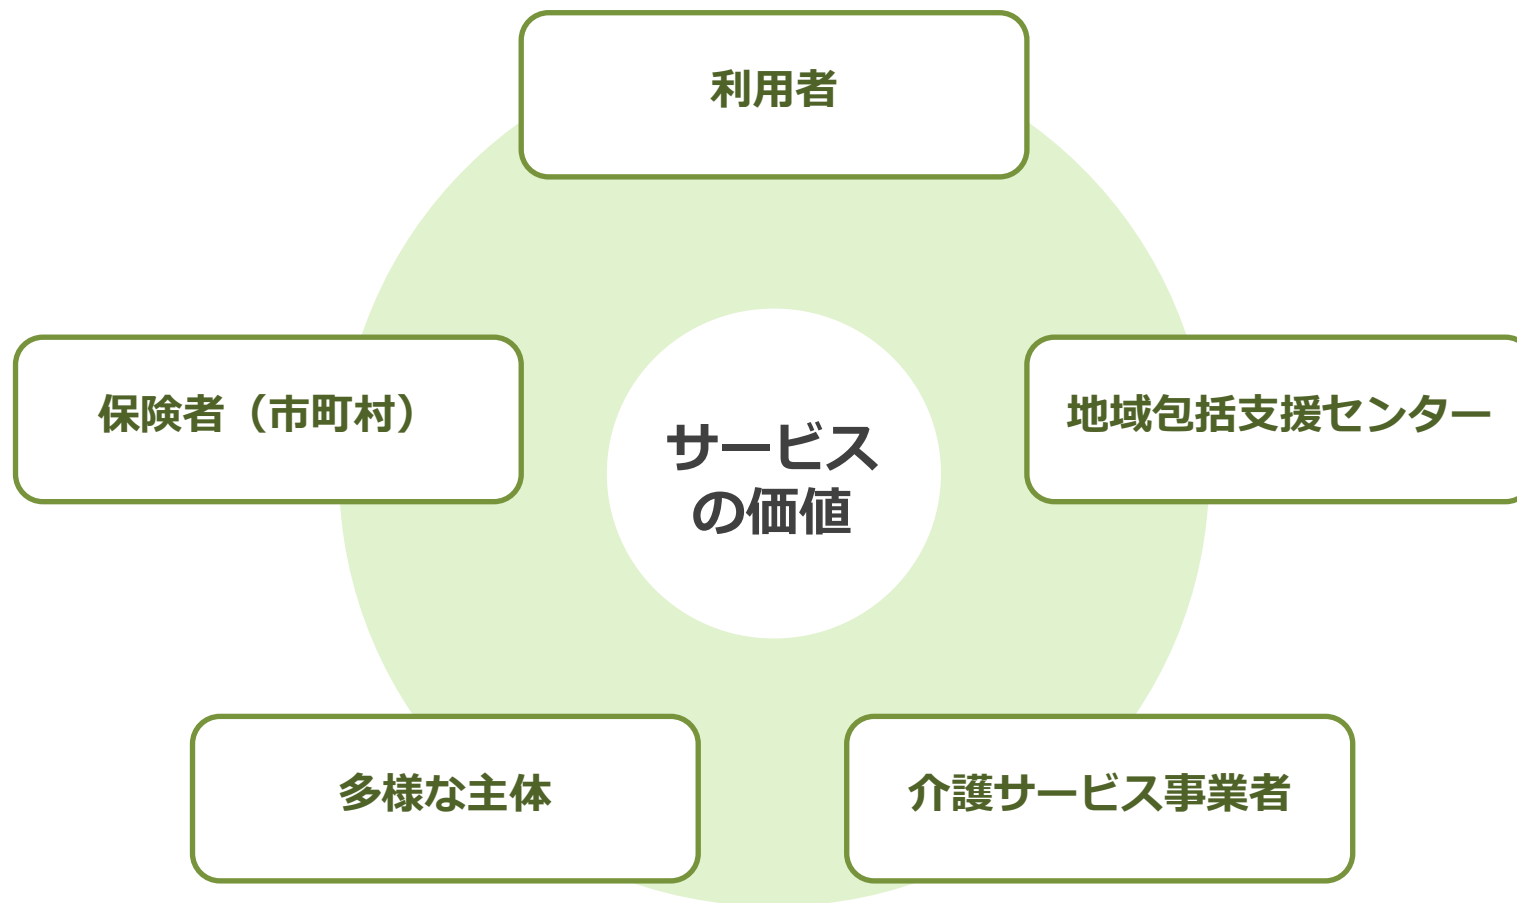 利用者
保険者（市町村）
地域包括支援センター
サービス
の価値
多様な主体
介護サービス事業者